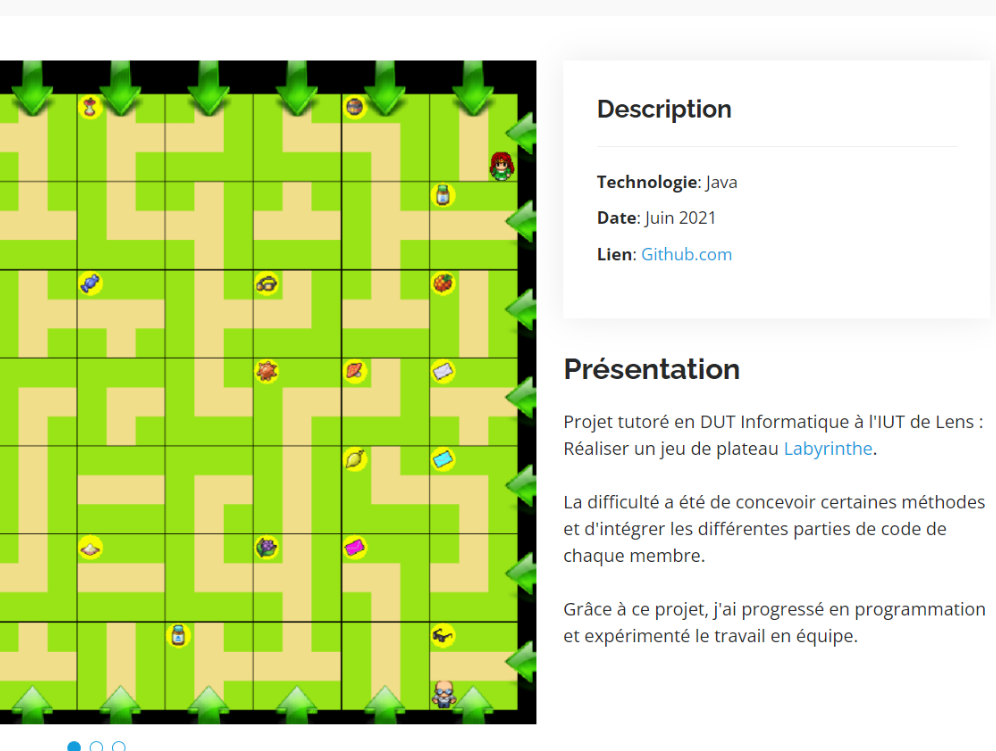 Description
Technologie: Java
Date: Juin 2021
Lien: Github.com
Présentation
Projet tutoré en DUT Informatique à l'IUT de Lens :
Réaliser un jeu de plateau Labyrinthe.
La difficulté a été de concevoir certaines méthodes
et d'intégrer les différentes parties de code de
chaque membre.
Grâce à ce projet, j'ai progressé en programmation
et expérimenté le travail en équipe.